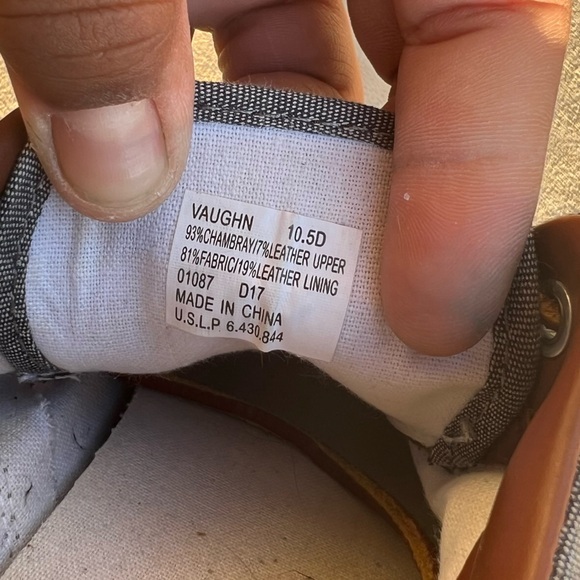 VAUGHN 10.5D
93%CHAMBRAY/7%LEATHER UPPER
81%FABRIC/19%LEATHER LINING
01087 D17
MADE IN CHINA
U.S.L.P 6.430.844